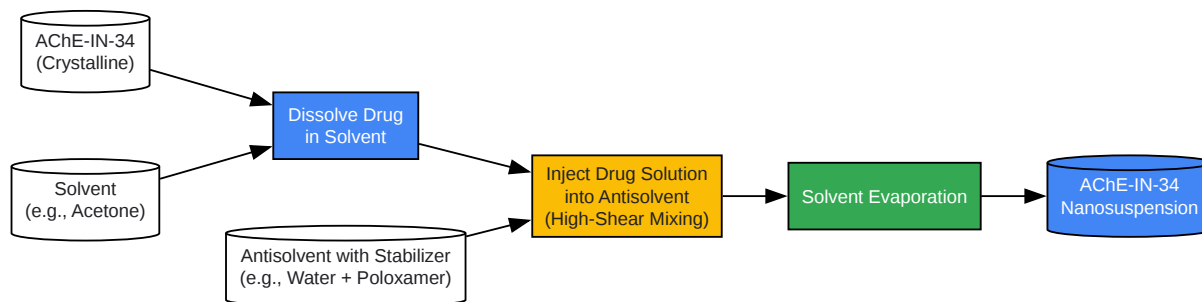 AChE-IN-34
(Crystalline)
Solvent
(e.g., Acetone)
Dissolve Drug
in Solvent
Antisolvent with Stabilizer
(e.g., Water + Poloxamer)
Inject Drug Solution
into Antisolvent
(High-Shear Mixing)
Solvent Evaporation
AChE-IN-34
Nanosuspension